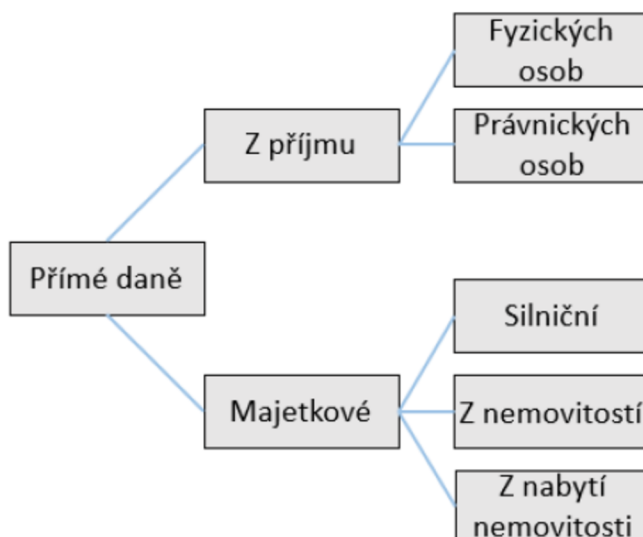 Fyzických
osob
Z příjmu
Právnických
osob
Přímé daně
Silniční
Majetkové
Z nemovitostí
Z nabytí
nemovitosti